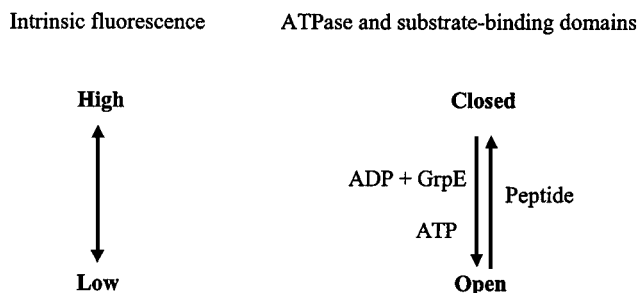 Intrinsic fluorescence
ATPase and substrate-binding domains
High
Closed
ADP + GrpE
Peptide
ATP
Low
Open